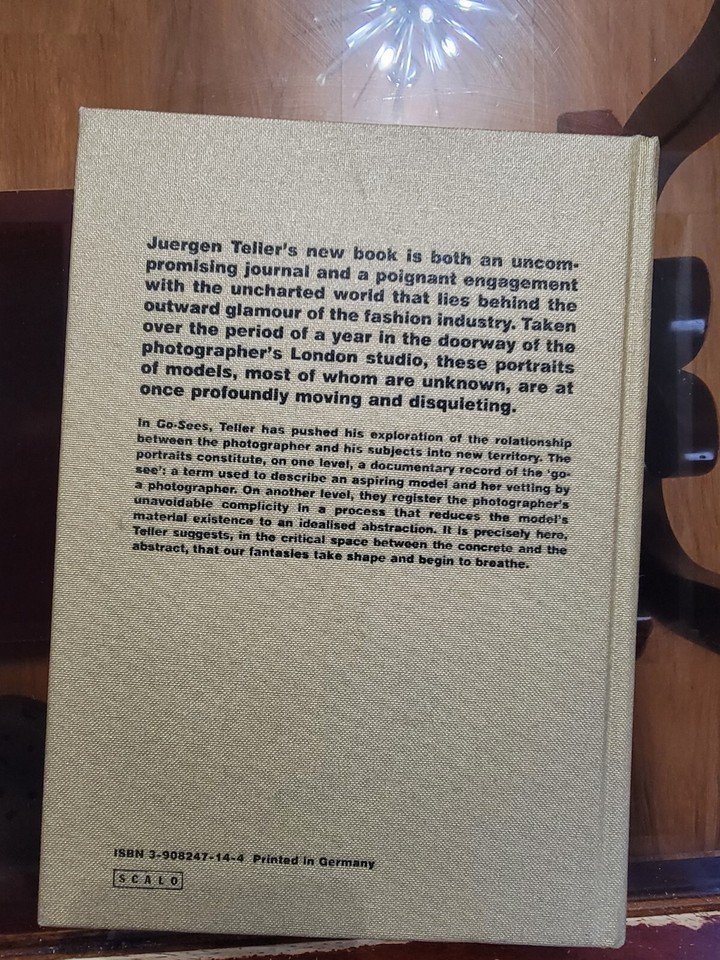 Juergen Teller's new book is both an uncom-
promising journal and a poignant engagement
with the uncharted world that lies behind the
outward glamour of the fashion industry. Taken
over the period of a year in the doorway of the
photographer's London studio, these portraits
of models, most of whom are unknown, are at
once profoundly moving and disquieting.
In Go-Sees, Teller has pushed his exploration of the relationship
between the photographer and his subjects into new territory. The
portraits constitute, on one level, a documentary record of the 'go-
see': a term used to describe an aspiring model and her vetting by
a photographer. On another level, they register the photographer's
unavoidable complicity in a process that reduces the model's
material existence to an idealised abstraction. It is precisely here,
Teller suggests, in the critical space between the concrete and the
abstract, that our fantasies take shape and begin to breathe.
ISBN 3-908247-14-4 Printed in Germany
SCALO